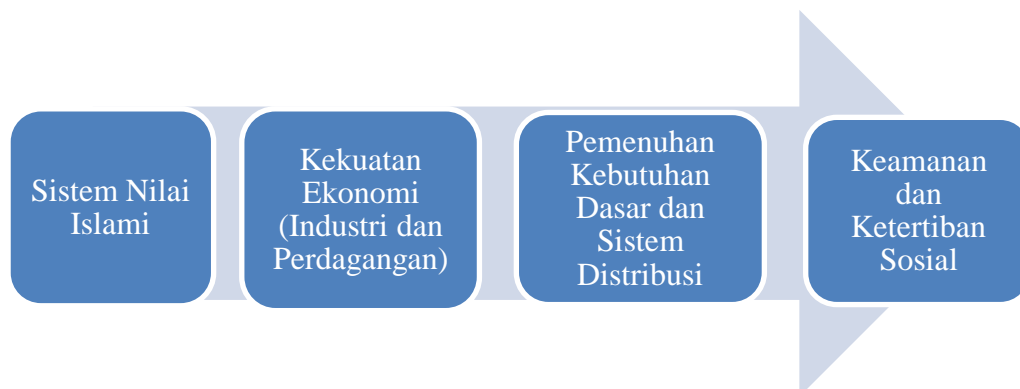 Sistem Nilai
Islami
Kekuatan
Ekonomi
(Industri dan
Perdagangan)
Pemenuhan
Kebutuhan
Dasar dan
Sistem
Distribusi
Keamanan
dan
Ketertiban
Sosial